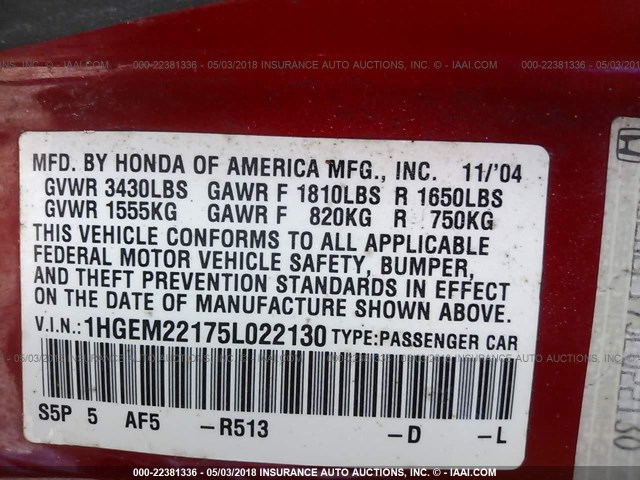 000-22381336 - 05/03/2018 - INSURANCE AUTO AUCTIONS, INC. © - IAAI.COM
MFD. BY HONDA OF AMERICA MFG., INC. 11/'04
GVWR 3430LBS GAWR F 1810LBS R 1650LBS
GVWR 1555KG GAWR F 820KG R 750KG
THIS VEHICLE CONFORMS TO ALL APPLICABLE
FEDERAL MOTOR VEHICLE SAFETY, BUMPER,
AND THEFT PREVENTION STANDARDS IN EFFECT
ON THE DATE OF MANUFACTURE SHOWN ABOVE.
V.I.N.: 1HGEM22175L022130 TYPE:PASSENGER CAR
S5P 5 AF5 -R513 -D -L
000-22381336 - 05/03/2018 - INSURANCE AUTO AUCTIONS, INC. © - IAAI.COM